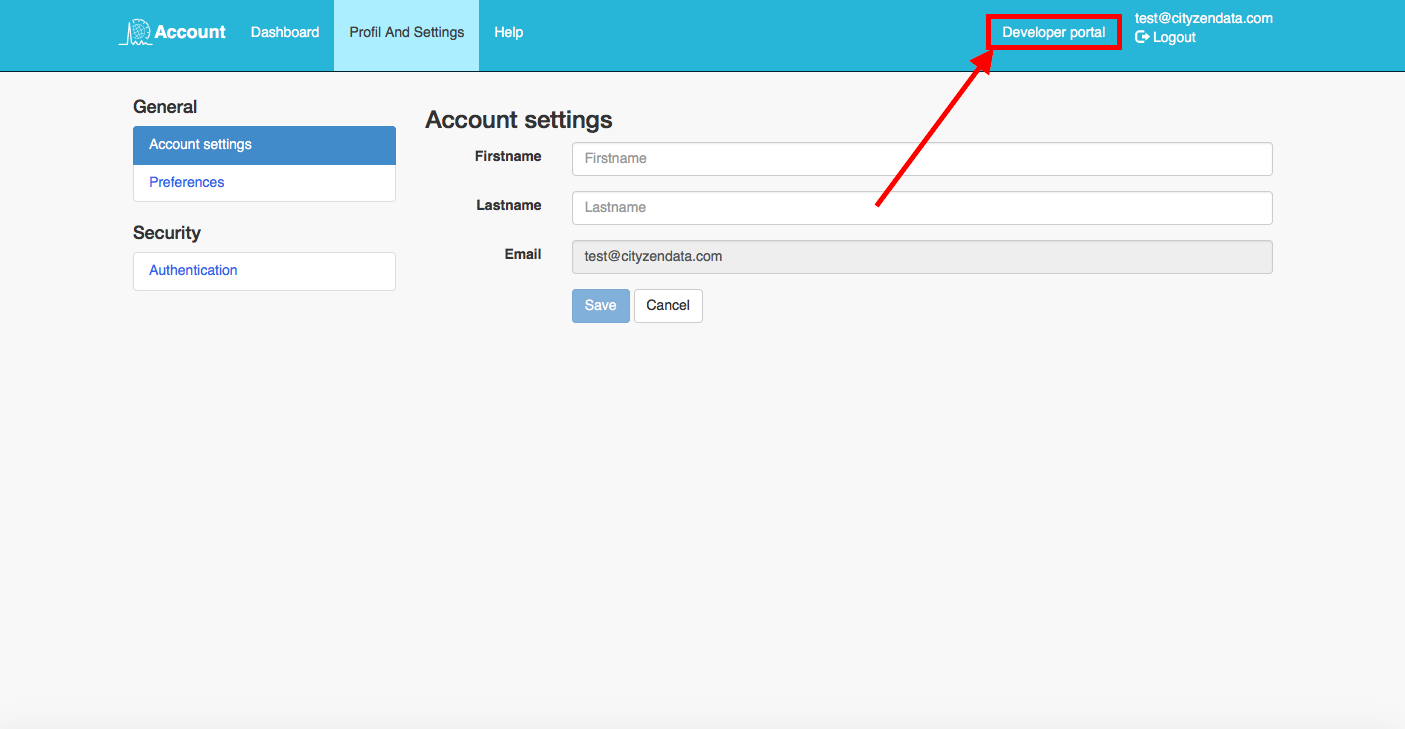 Account Dashboard Profil And Settings Help Developer portal test@cityzendata.com
Logout
General
Account settings
Preferences
Security
Authentication
Account settings
Firstname Firstname
Lastname Lastname
Email test@cityzendata.com
Save Cancel